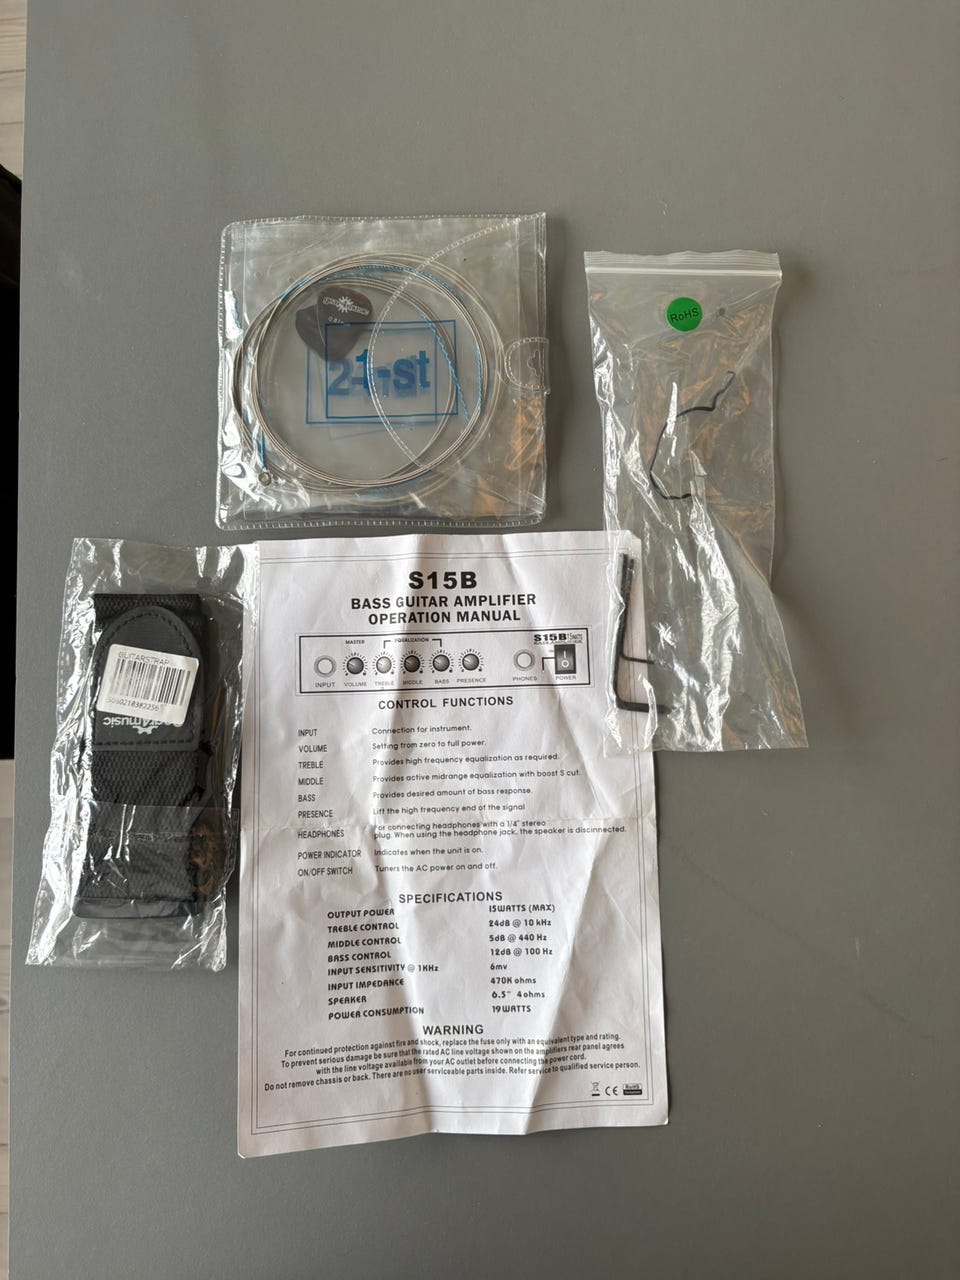 RoHS
21-st
GUITARSTRAP
5060218382256
gear4music
S15B
BASS GUITAR AMPLIFIER
OPERATION MANUAL
MASTER
EQUALIZATION
S15B 15WATTS
BASS AMPLIFIER
INPUT VOLUME TREBLE MIDDLE BASS PRESENCE PHONES POWER
CONTROL FUNCTIONS
INPUT Connection for instrument.
VOLUME Setting from zero to full power.
TREBLE Provides high frequency equalization as required.
MIDDLE Provides active midrange equalization with boost S cut.
BASS Provides desired amount of bass response.
PRESENCE Lift the high frequency end of the signal
HEADPHONES For connecting headphones with a 1/4" stereo
plug. When using the headphone jack, the speaker is discinnected.
POWER INDICATOR Indicates when the unit is on.
ON/OFF SWITCH Tuners the AC power on and off.
SPECIFICATIONS
OUTPUT POWER 15WATTS (MAX)
TREBLE CONTROL 24dB @ 10 kHz
MIDDLE CONTROL 5dB @ 440 Hz
BASS CONTROL 12dB @ 100 Hz
INPUT SENSITIVITY @ 1KHz 6mv
INPUT IMPEDANCE 470K ohms
SPEAKER 6.5" 4ohms
POWER CONSUMPTION 19WATTS
WARNING
For continued protection against fire and shock, replace the fuse only with an equivalent type and rating.
To prevent serious damage be sure that the rated AC line voltage shown on the amplifiers rear panel agrees
with the line voltage available from your AC outlet before connecting the power cord.
Do not remove chassis or back. There are no user serviceable parts inside. Refer service to qualified service person.
CE RoHS